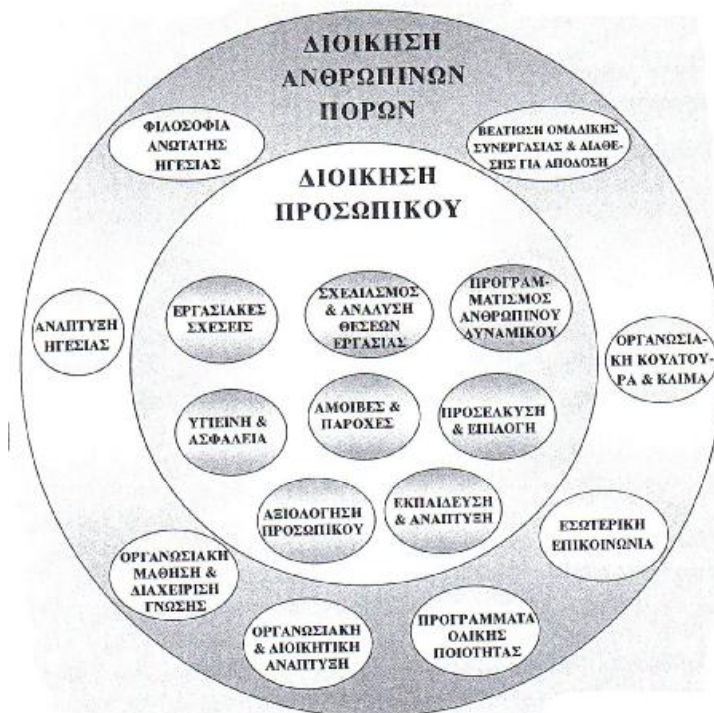 ΔΙΟΙΚΗΣΗ
ΑΝΘΡΩΠΙΝΩΝ
ΠΟΡΩΝ
ΦΙΛΟΣΟΦΙΑ
ΑΝΩΤΑΤΗΣ
ΗΓΕΣΙΑΣ
ΒΕΛΤΙΩΣΗ ΟΜΑΔΙΚΗΣ
ΣΥΝΕΡΓΑΣΙΑΣ & ΔΙΑΘΕ-
ΣΗΣ ΓΙΑ ΑΠΟΔΟΣΗ
ΔΙΟΙΚΗΣΗ
ΠΡΟΣΩΠΙΚΟΥ
ΑΝΑΠΤΥΞΗ
ΗΓΕΣΙΑΣ
ΕΡΓΑΣΙΑΚΕΣ
ΣΧΕΣΕΙΣ
ΣΧΕΔΙΑΣΜΟΣ
& ΑΝΑΛΥΣΗ
ΘΕΣΕΩΝ
ΕΡΓΑΣΙΑΣ
ΠΡΟΓΡΑΜ-
ΜΑΤΙΣΜΟΣ
ΑΝΘΡΩΠΙΝΟΥ
ΔΥΝΑΜΙΚΟΥ
ΟΡΓΑΝΩΣΙΑ-
ΚΗ ΚΟΥΛΤΟΥ-
ΡΑ & ΚΛΙΜΑ
ΥΓΙΕΙΝΗ &
ΑΣΦΑΛΕΙΑ
ΑΜΟΙΒΕΣ &
ΠΑΡΟΧΕΣ
ΠΡΟΣΕΛΚΥΣΗ
& ΕΠΙΛΟΓΗ
ΑΞΙΟΛΟΓΗΣΗ
ΠΡΟΣΩΠΙΚΟΥ
ΕΚΠΑΙΔΕΥΣΗ
& ΑΝΑΠΤΥΞΗ
ΕΣΩΤΕΡΙΚΗ
ΕΠΙΚΟΙΝΩΝΙΑ
ΟΡΓΑΝΩΣΙΑΚΗ
ΜΑΘΗΣΗ &
ΔΙΑΧΕΙΡΙΣΗ
ΓΝΩΣΗΣ
ΟΡΓΑΝΩΣΙΑΚΗ
& ΔΙΟΙΚΗΤΙΚΗ
ΑΝΑΠΤΥΞΗ
ΠΡΟΓΡΑΜΜΑΤΑ
ΟΛΙΚΗΣ
ΠΟΙΟΤΗΤΑΣ